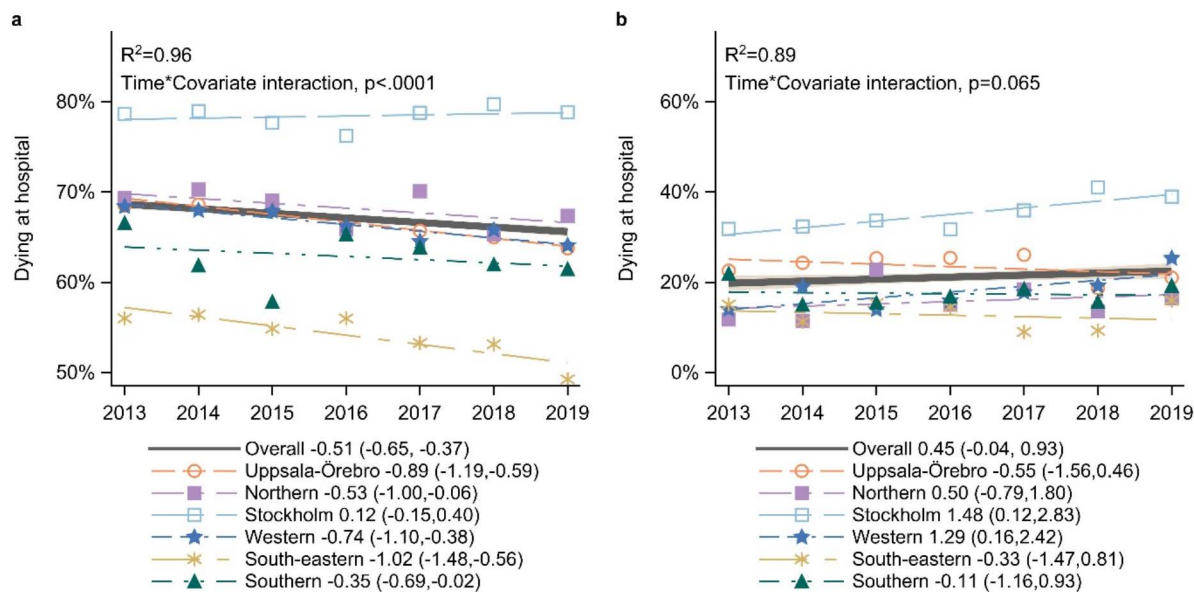 a
R²=0.96
Time*Covariate interaction, p<.0001
80%
70%
60%
50%
Dying at hospital
2013 2014 2015 2016 2017 2018 2019
Overall -0.51 (-0.65, -0.37)
Uppsala-Örebro -0.89 (-1.19,-0.59)
Northern -0.53 (-1.00,-0.06)
Stockholm 0.12 (-0.15,0.40)
Western -0.74 (-1.10,-0.38)
South-eastern -1.02 (-1.48,-0.56)
Southern -0.35 (-0.69,-0.02)
b
R²=0.89
Time*Covariate interaction, p=0.065
60%
40%
20%
0%
Dying at hospital
2013 2014 2015 2016 2017 2018 2019
Overall 0.45 (-0.04, 0.93)
Uppsala-Örebro -0.55 (-1.56,0.46)
Northern 0.50 (-0.79,1.80)
Stockholm 1.48 (0.12,2.83)
Western 1.29 (0.16,2.42)
South-eastern -0.33 (-1.47,0.81)
Southern -0.11 (-1.16,0.93)